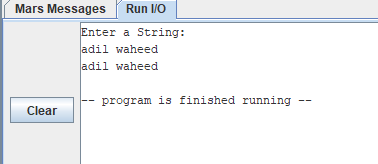 Mars Messages Run I/O
Enter a String:
adil waheed
adil waheed
-- program is finished running --
Clear